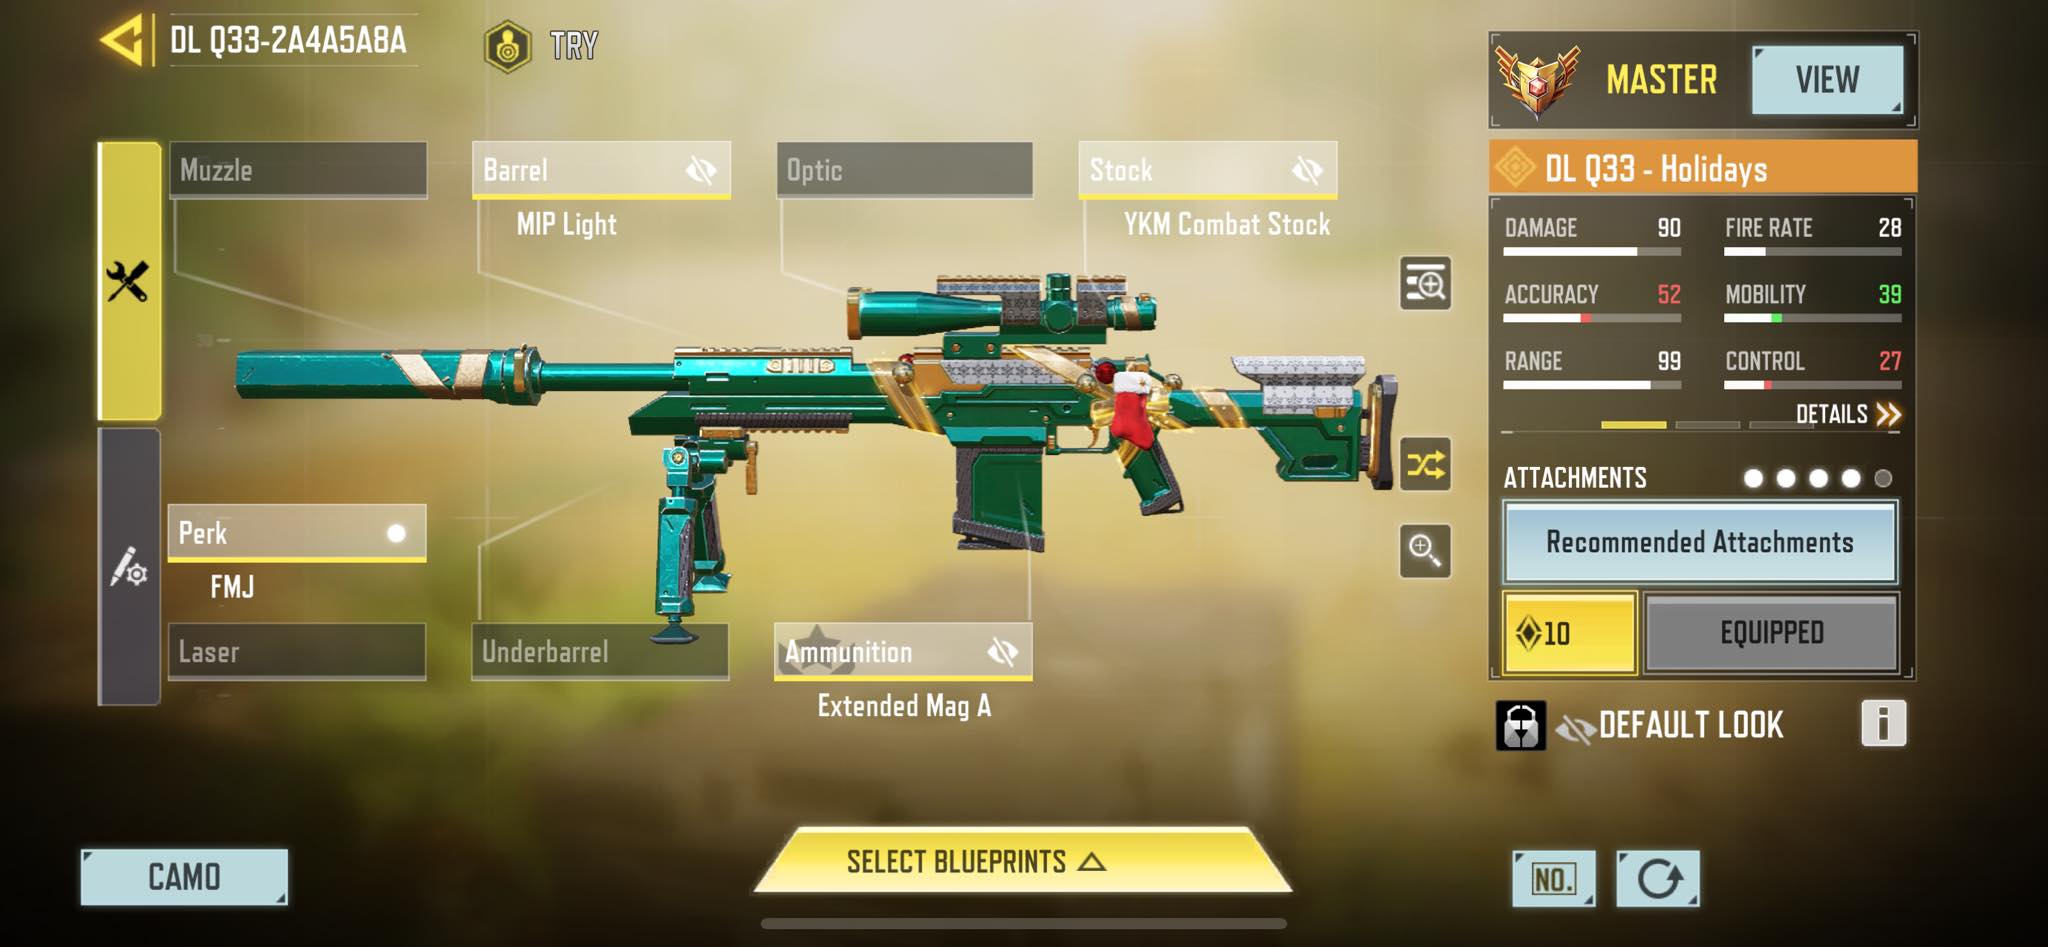 DL Q33-2A4A5A8A
TRY
MASTER
VIEW
Muzzle
Barrel
MIP Light
Optic
Stock
YKM Combat Stock
DL Q33 - Holidays
DAMAGE 90
FIRE RATE 28
ACCURACY 52
MOBILITY 39
RANGE 99
CONTROL 27
DETAILS
ATTACHMENTS
Recommended Attachments
10
EQUIPPED
Perk
FMJ
Laser
Underbarrel
Ammunition
Extended Mag A
DEFAULT LOOK
i
CAMO
SELECT BLUEPRINTS
NO.